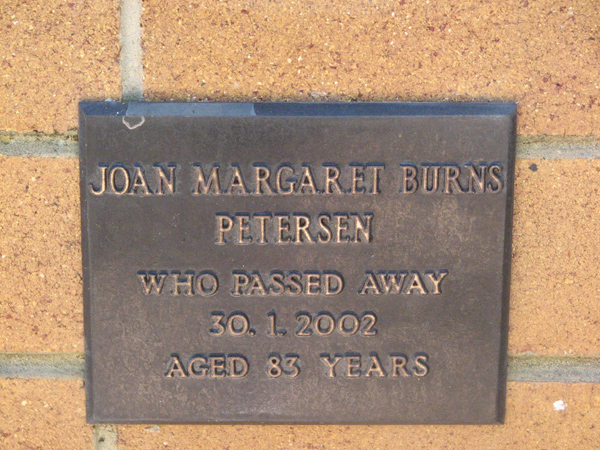 JOAN MARGARET BURNS
PETERSEN
WHO PASSED AWAY
30. 1. 2002
AGED 83 YEARS